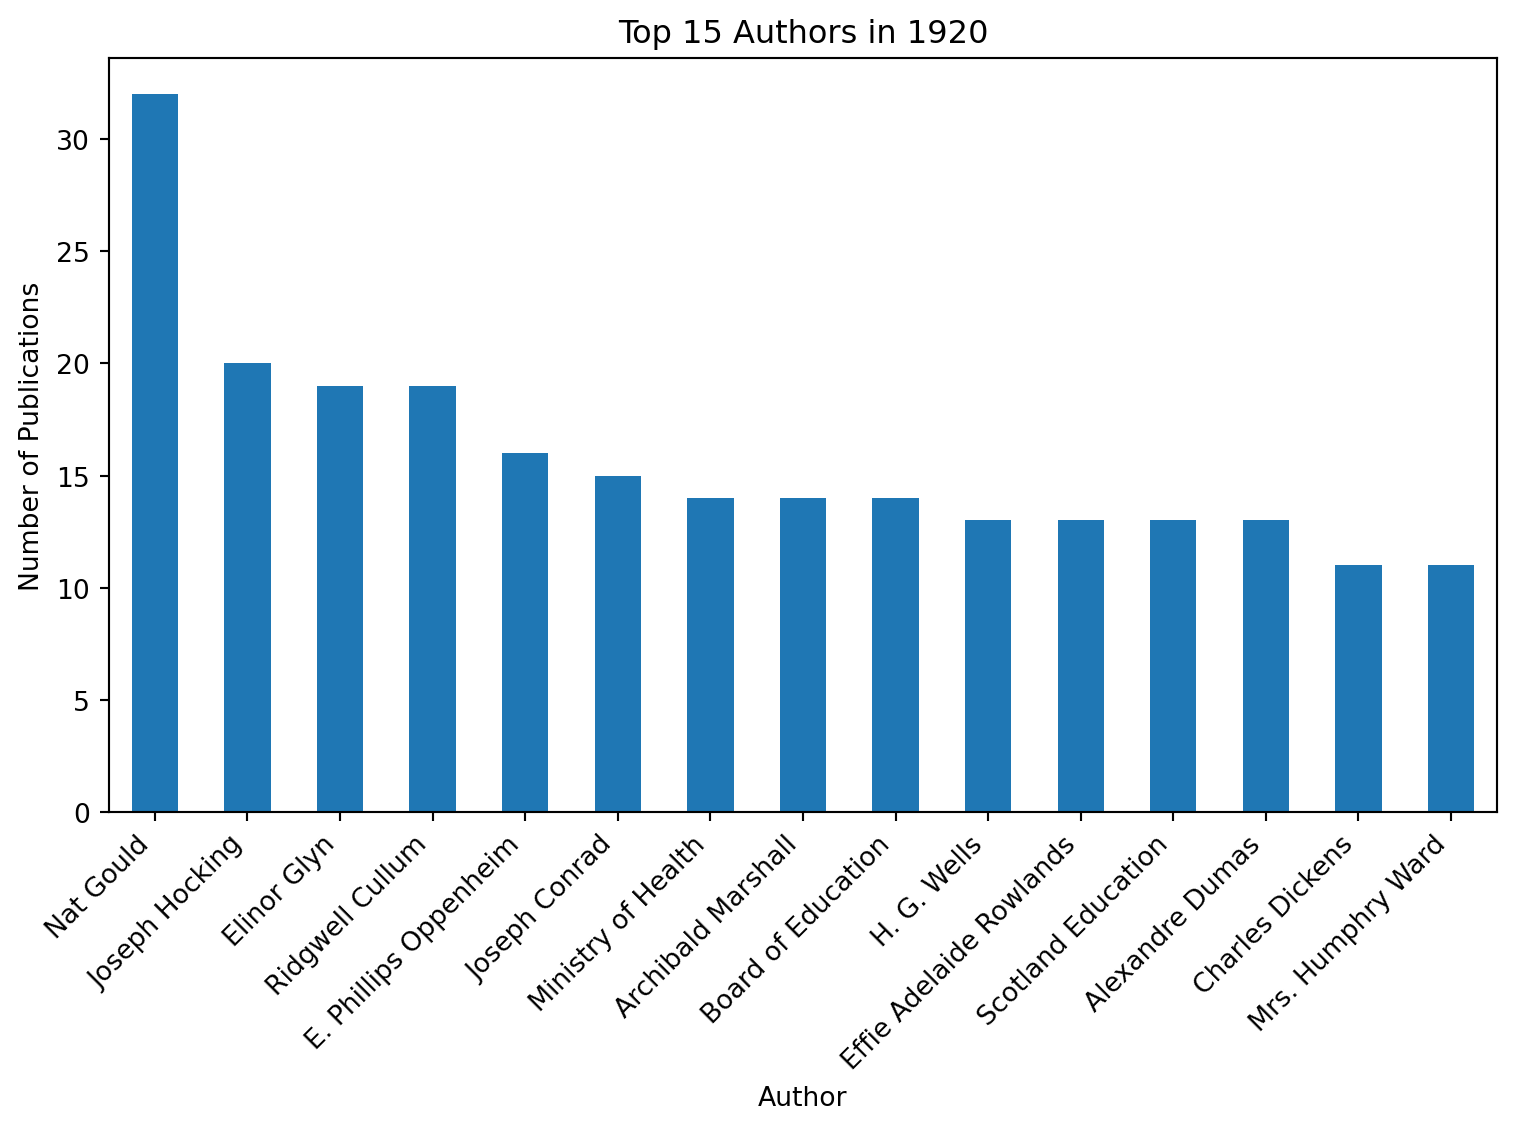 Top 15 Authors in 1920
Number of Publications
30
25
20
15
10
5
0
Nat Gould
Joseph Hocking
Elinor Glyn
Ridgwell Cullum
E. Phillips Oppenheim
Joseph Conrad
Ministry of Health
Archibald Marshall
Board of Education
H. G. Wells
Effie Adelaide Rowlands
Scotland Education
Alexandre Dumas
Charles Dickens
Mrs. Humphry Ward
Author